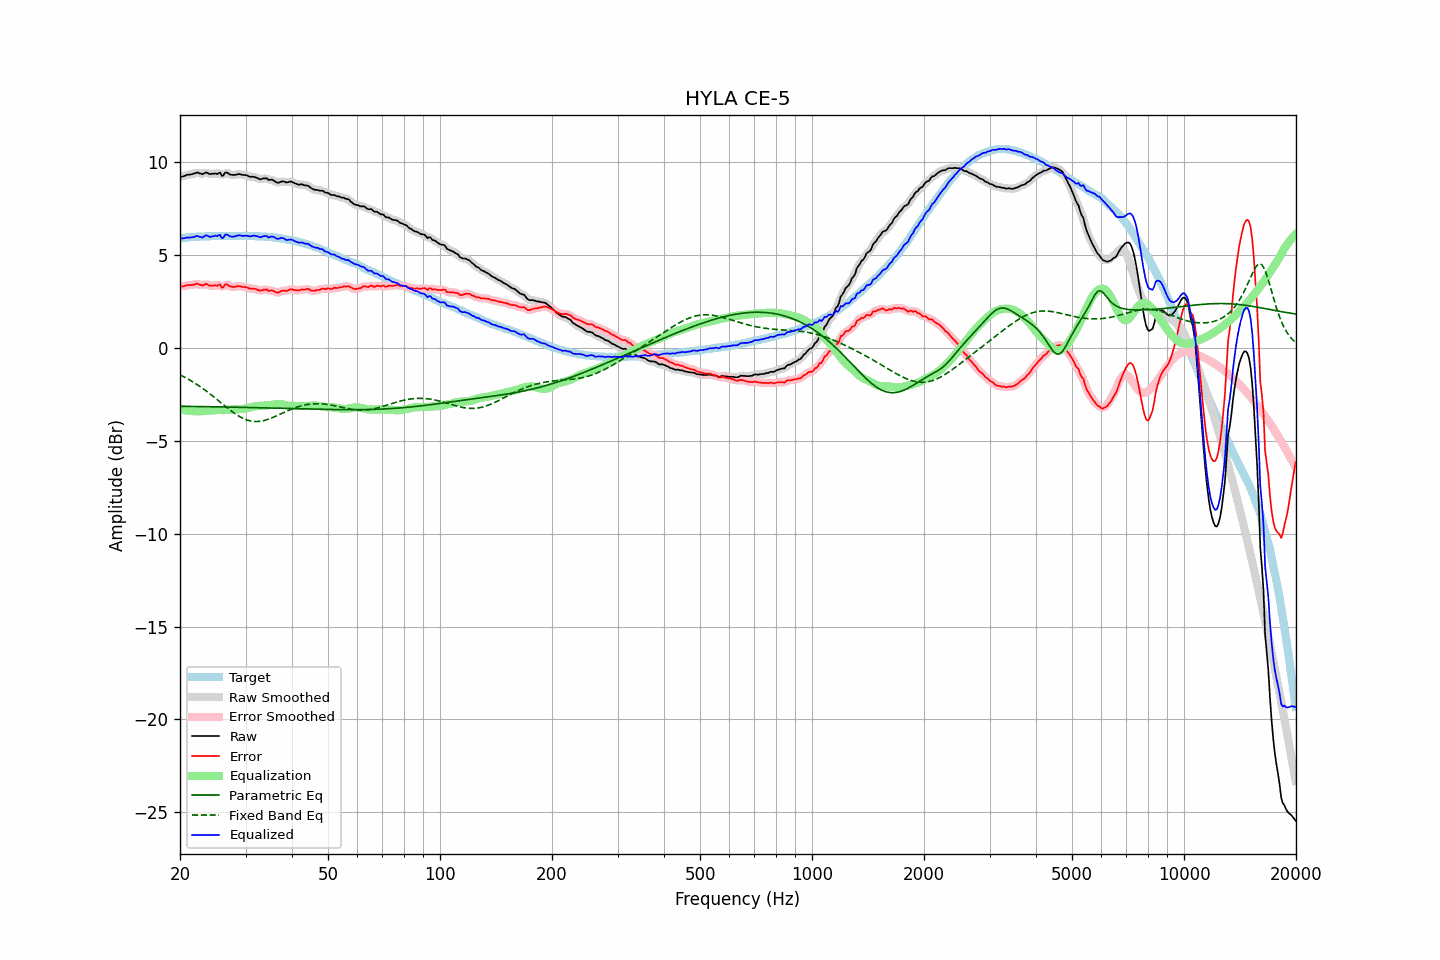 HYLA CE-5
Amplitude (dBr)
10
5
0
−5
−10
−15
−20
−25
Target
Raw Smoothed
Error Smoothed
Raw
Error
Equalization
Parametric Eq
Fixed Band Eq
Equalized
20 50 100 200 500 1000 2000 5000 10000 20000
Frequency (Hz)